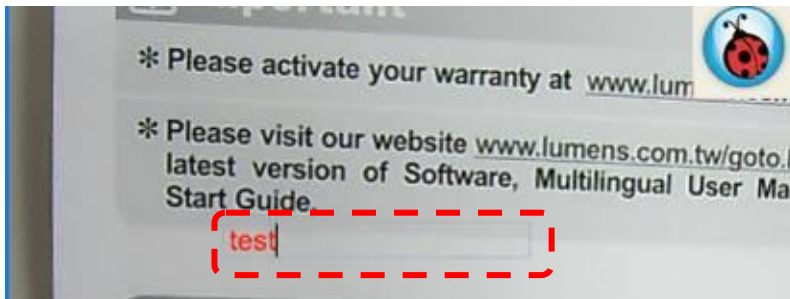 * Please activate your warranty at www.lum
* Please visit our website www.lumens.com.tw/goto.
latest version of Software, Multilingual User Ma
Start Guide.
test